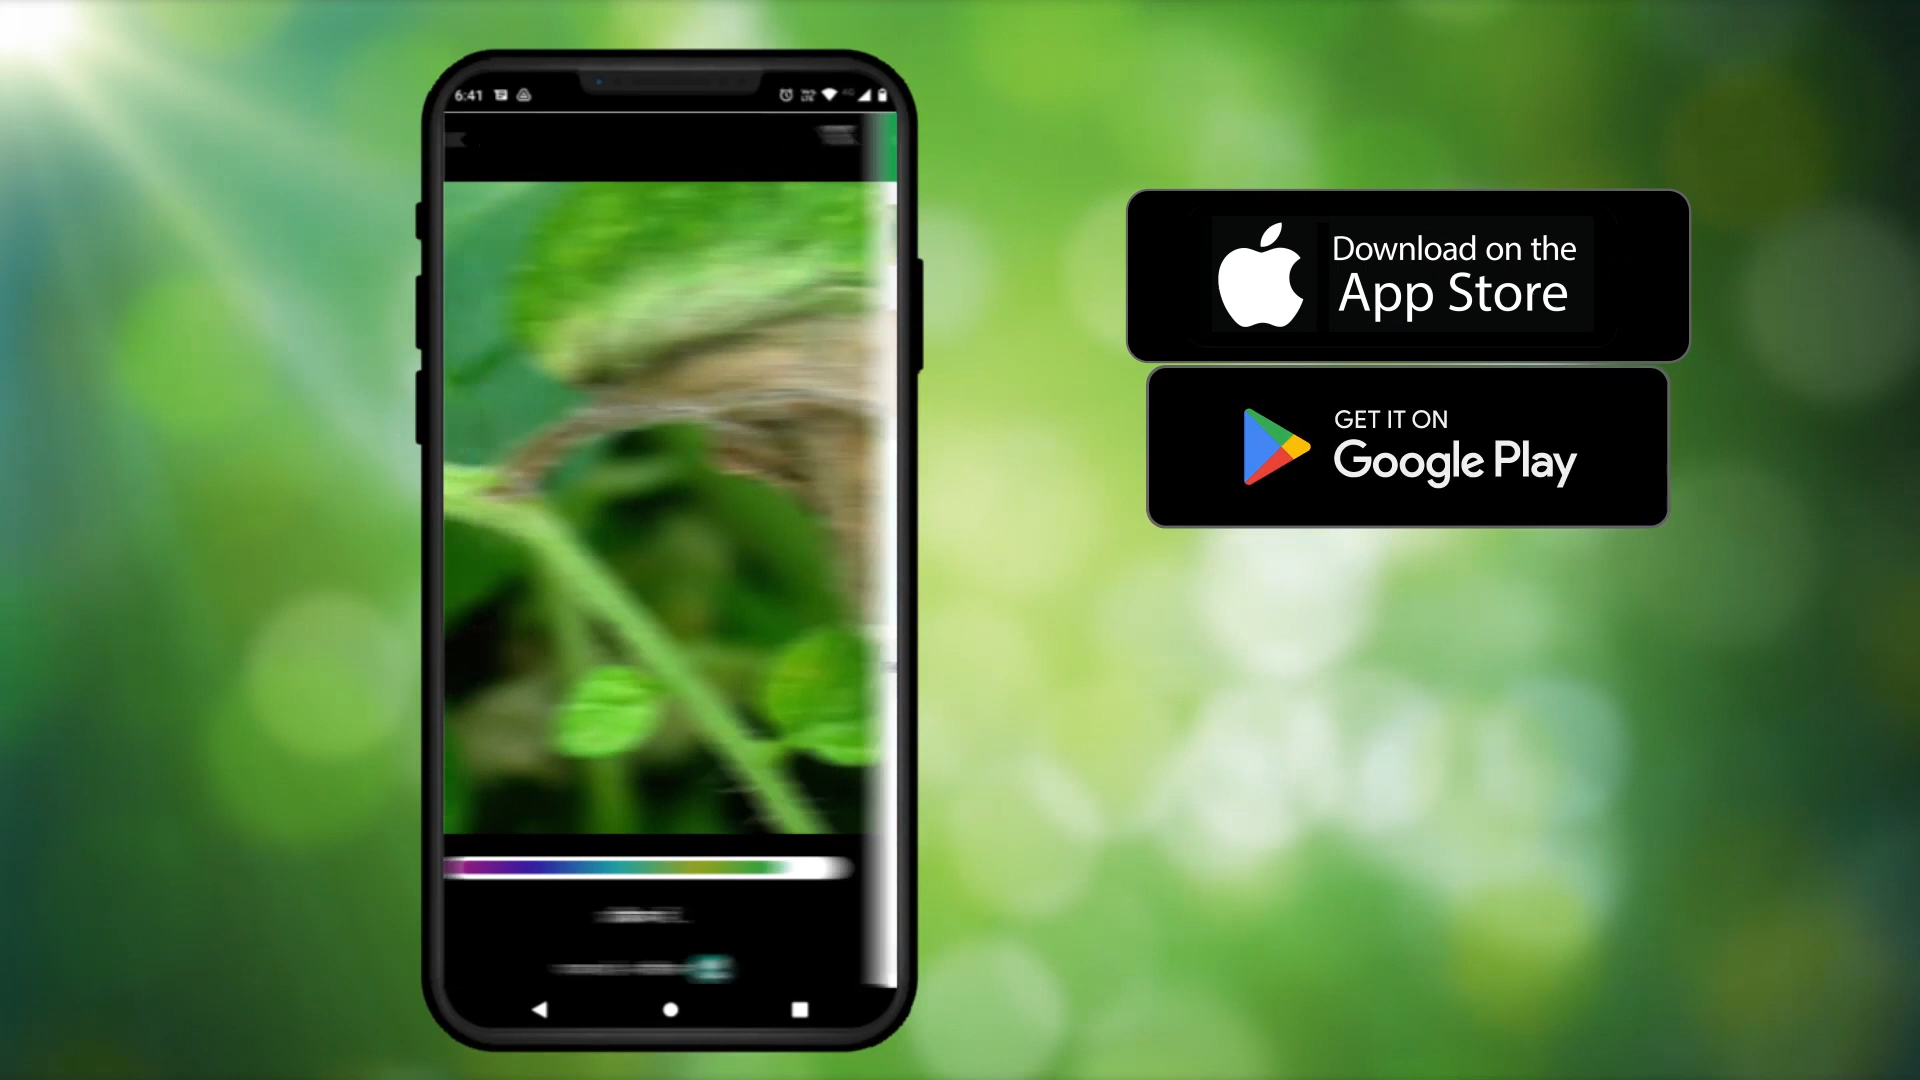 6:41
Download on the
App Store
GET IT ON
Google Play